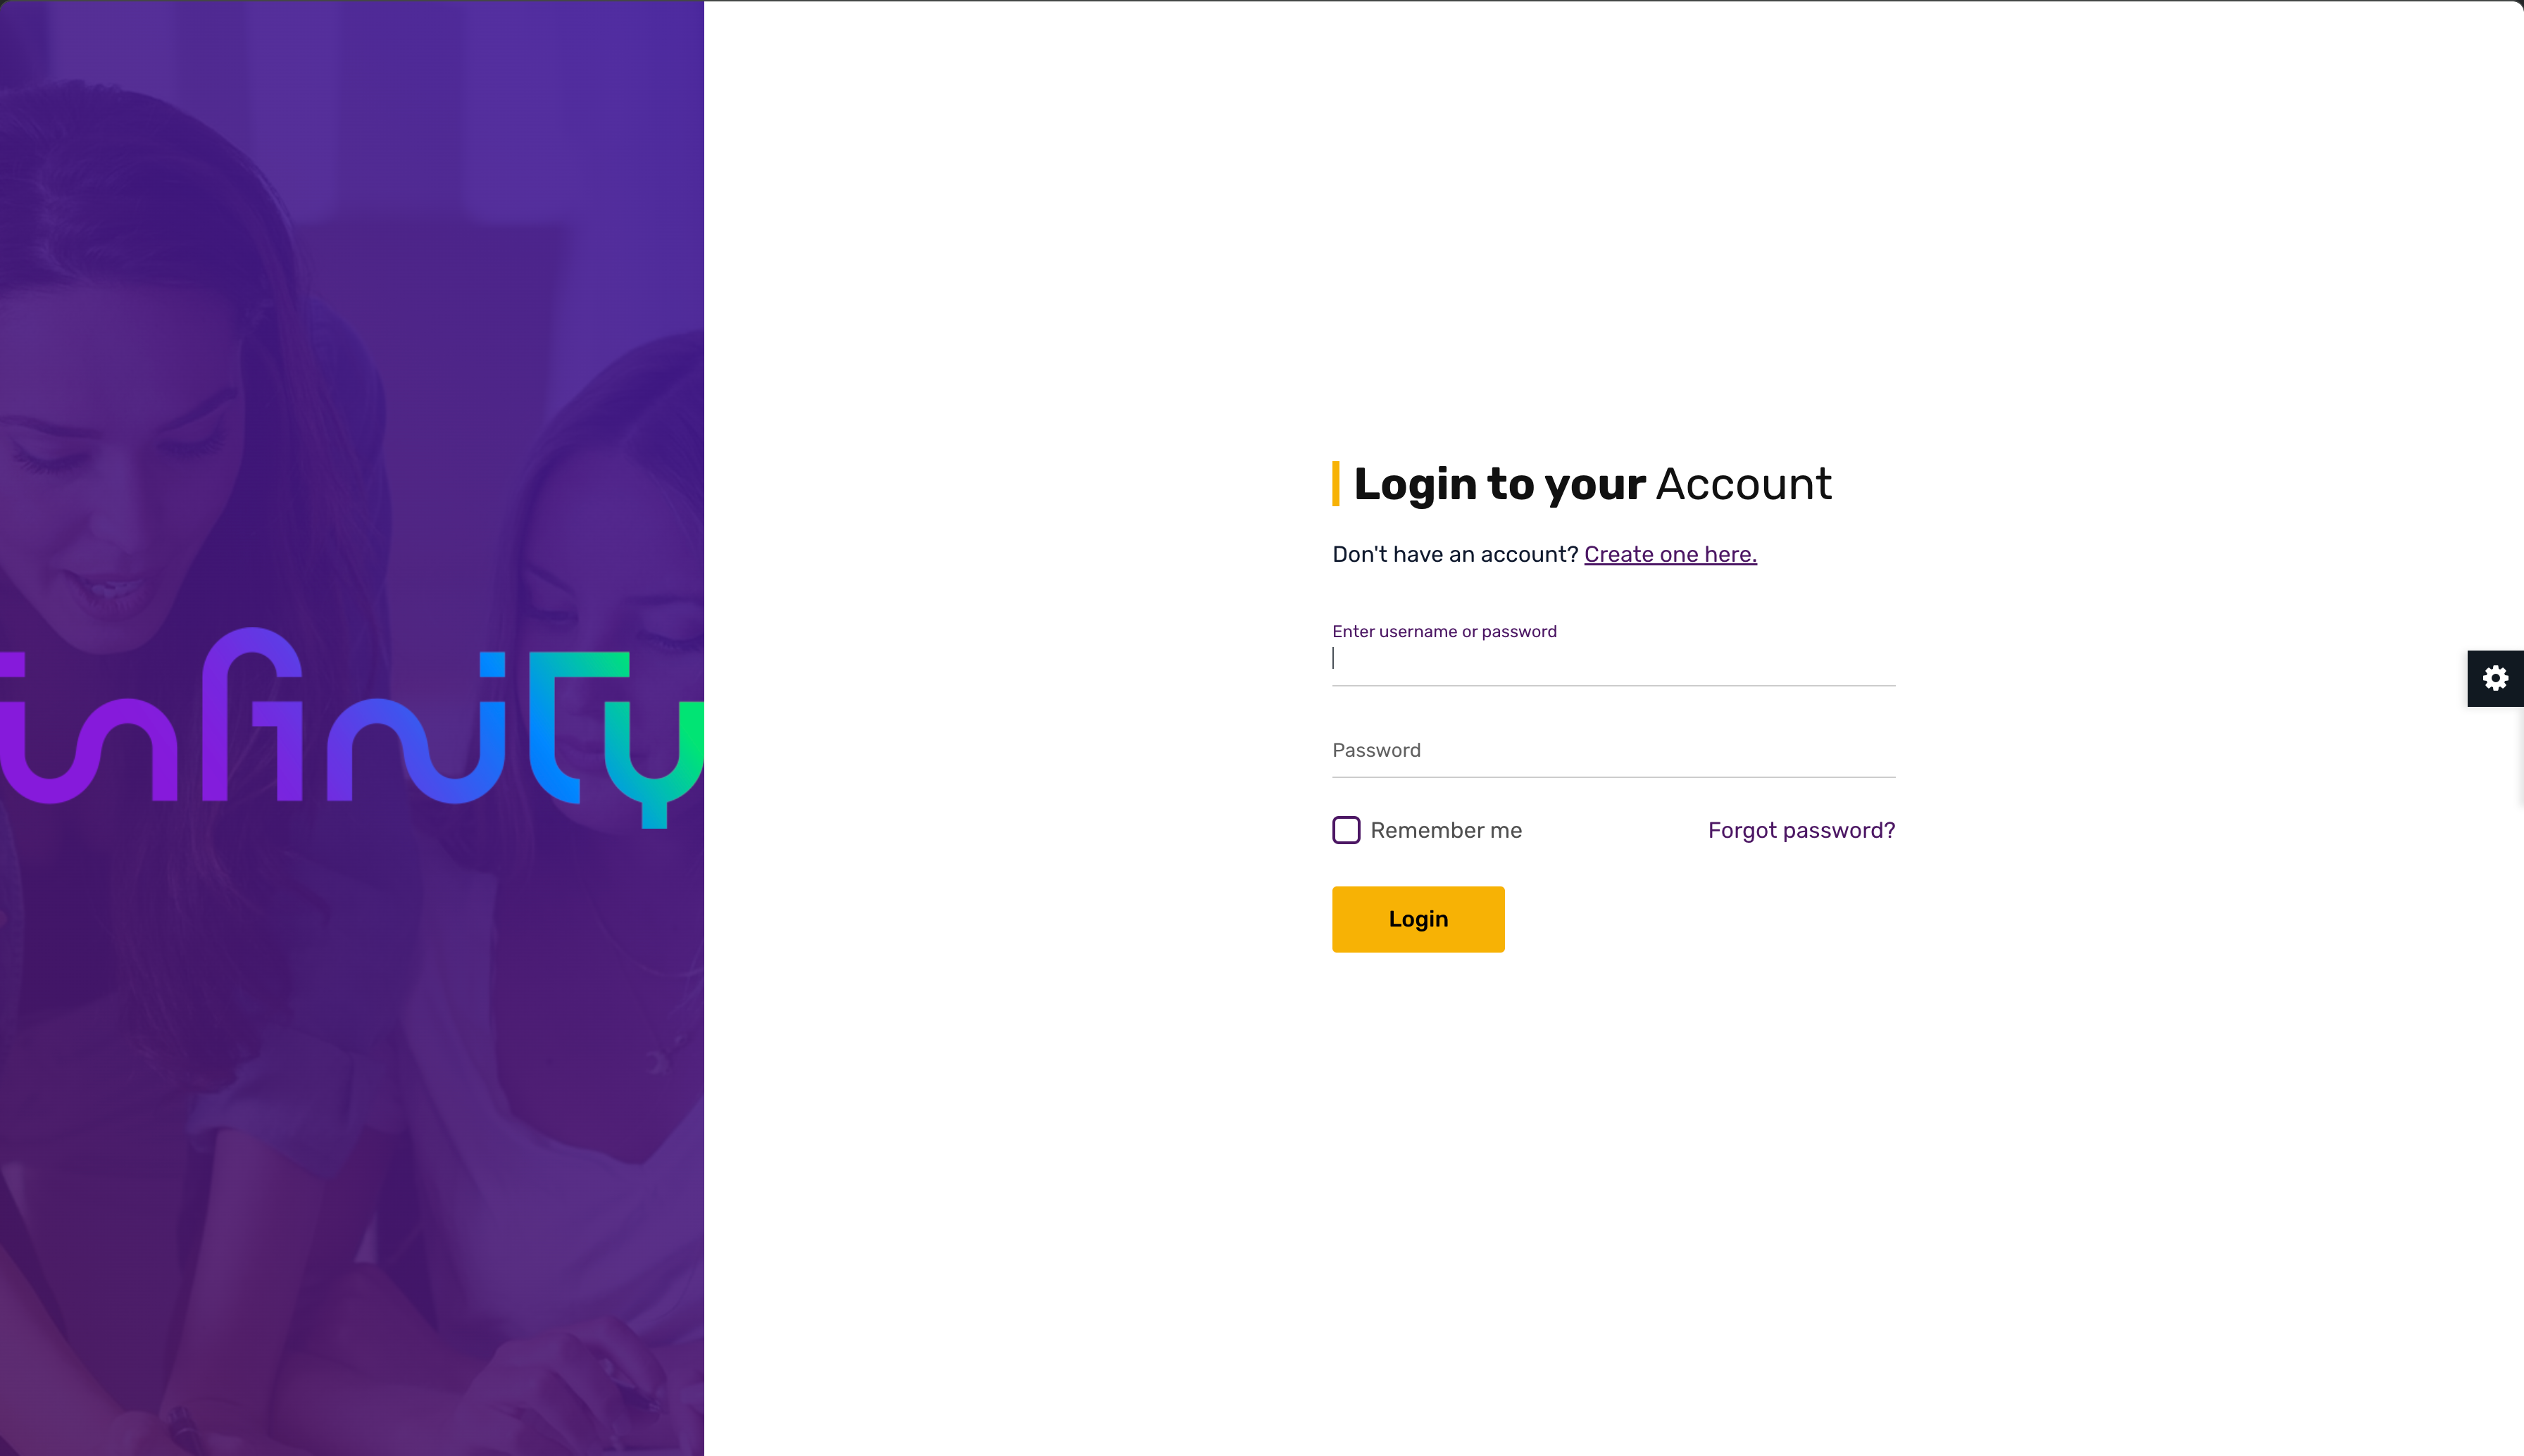 infinity
Login to your Account
Don't have an account? Create one here.
Enter username or password
Password
Remember me
Forgot password?
Login